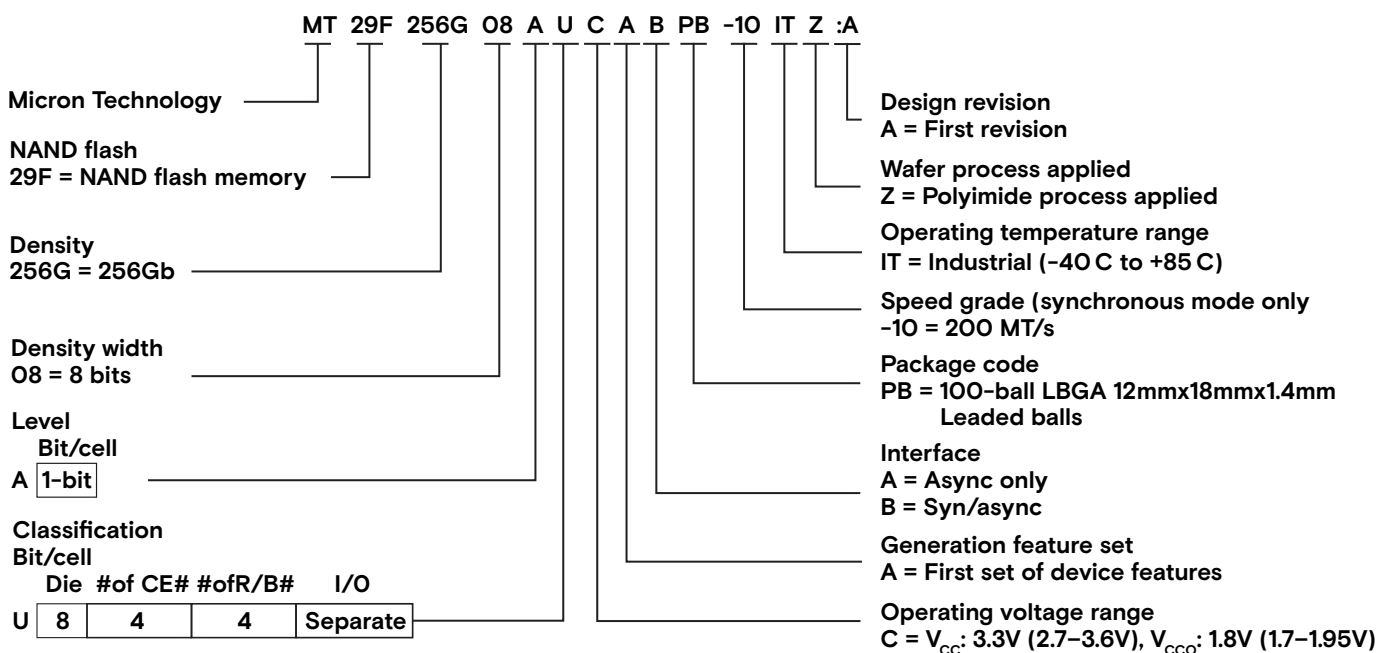 MT 29F 256G 08 A U C A B PB -10 IT Z :A
Micron Technology
NAND flash
29F = NAND flash memory
Density
256G = 256Gb
Density width
08 = 8 bits
Level
Bit/cell
A 1-bit
Classification
Bit/cell
Die #of CE# #ofR/B# I/O
U 8 4 4 Separate
Design revision
A = First revision
Wafer process applied
Z = Polyimide process applied
Operating temperature range
IT = Industrial (-40 C to +85 C)
Speed grade (synchronous mode only
-10 = 200 MT/s
Package code
PB = 100-ball LBGA 12mmx18mmx1.4mm
Leaded balls
Interface
A = Async only
B = Syn/async
Generation feature set
A = First set of device features
Operating voltage range
C = VCC: 3.3V (2.7–3.6V), VCCO: 1.8V (1.7–1.95V)